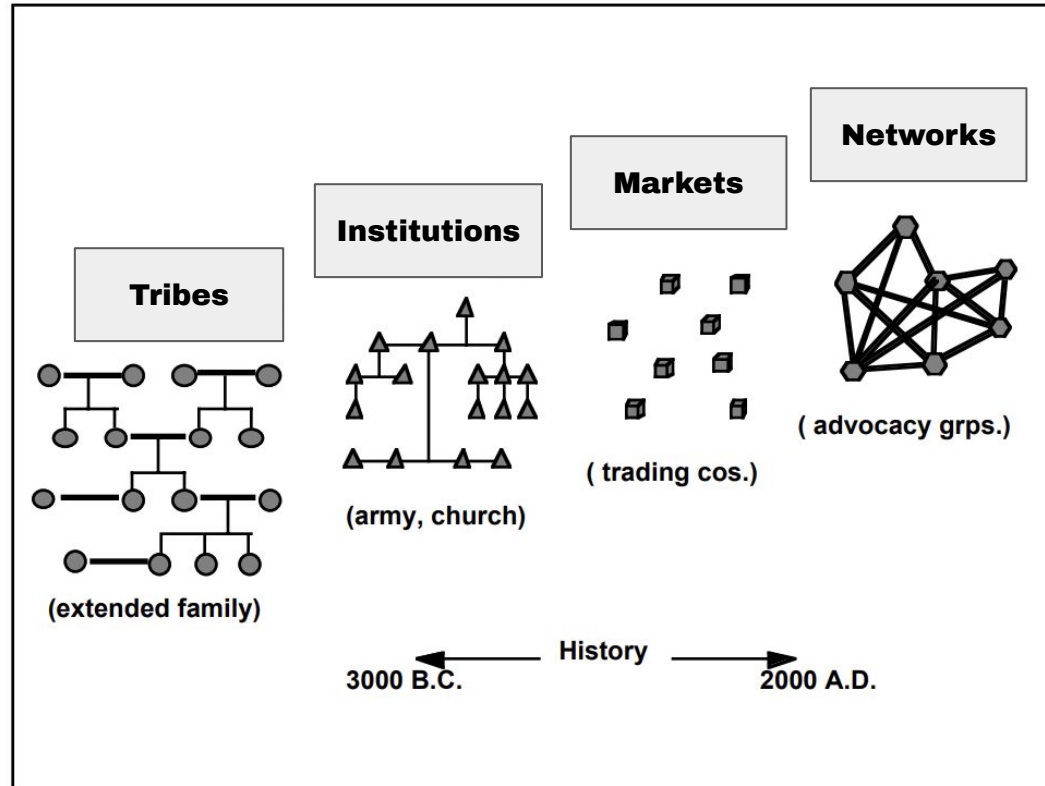 Tribes
(extended family)
Institutions
(army, church)
Markets
( trading cos.)
Networks
( advocacy grps.)
History
3000 B.C.
2000 A.D.